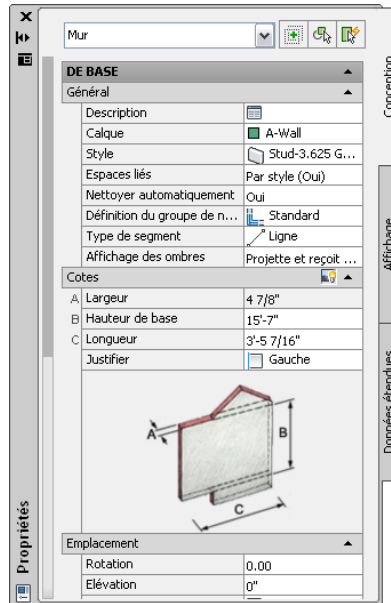 Mur
DE BASE
Général
Description
Calque A-Wall
Style Stud-3.625 G...
Espaces liés Par style (Oui)
Nettoyer automatiquement Oui
Définition du groupe de n... Standard
Type de segment Ligne
Affichage des ombres Projette et reçoit ...
Cotes
A Largeur 4 7/8"
B Hauteur de base 15'-7"
C Longueur 3'-5 7/16"
Justifier Gauche
A
B
C
Emplacement
Rotation 0.00
Elévation 0"
Propriétés
Conception
Affichage
Données étendues